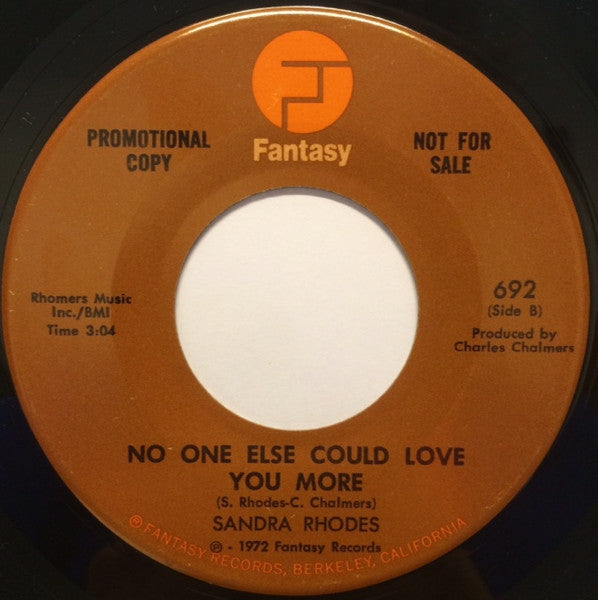 Fantasy
PROMOTIONAL
COPY
NOT FOR
SALE
Rhomers Music
Inc./BMI
Time 3:04
692
(Side B)
Produced by
Charles Chalmers
NO ONE ELSE COULD LOVE
YOU MORE
(S. Rhodes-C. Chalmers)
SANDRA RHODES
℗ - 1972 Fantasy Records
® FANTASY RECORDS, BERKELEY, CALIFORNIA